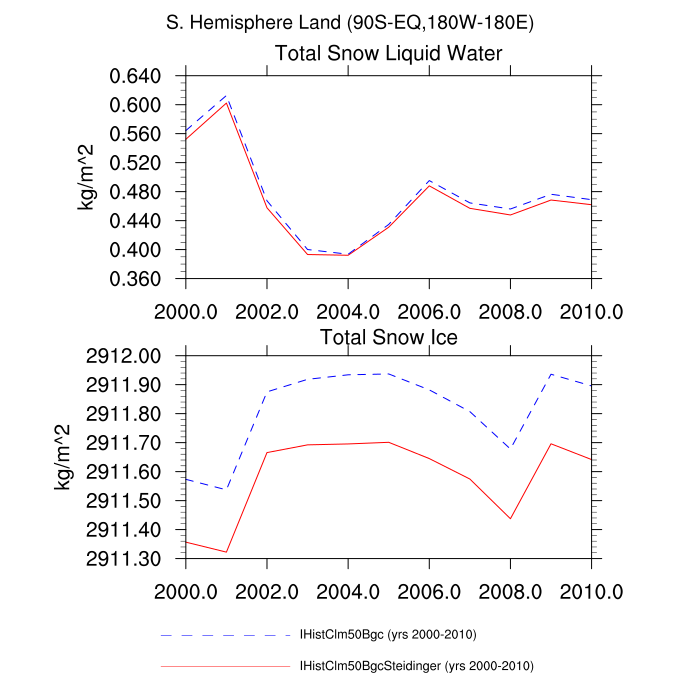 S. Hemisphere Land (90S-EQ,180W-180E)
Total Snow Liquid Water
0.640
0.600
0.560
0.520
0.480
0.440
0.400
0.360
kg/m^2
2000.0 2002.0 2004.0 2006.0 2008.0 2010.0
Total Snow Ice
2912.00
2911.90
2911.80
2911.70
2911.60
2911.50
2911.40
2911.30
kg/m^2
2000.0 2002.0 2004.0 2006.0 2008.0 2010.0
IHistClm50Bgc (yrs 2000-2010)
IHistClm50BgcSteidinger (yrs 2000-2010)